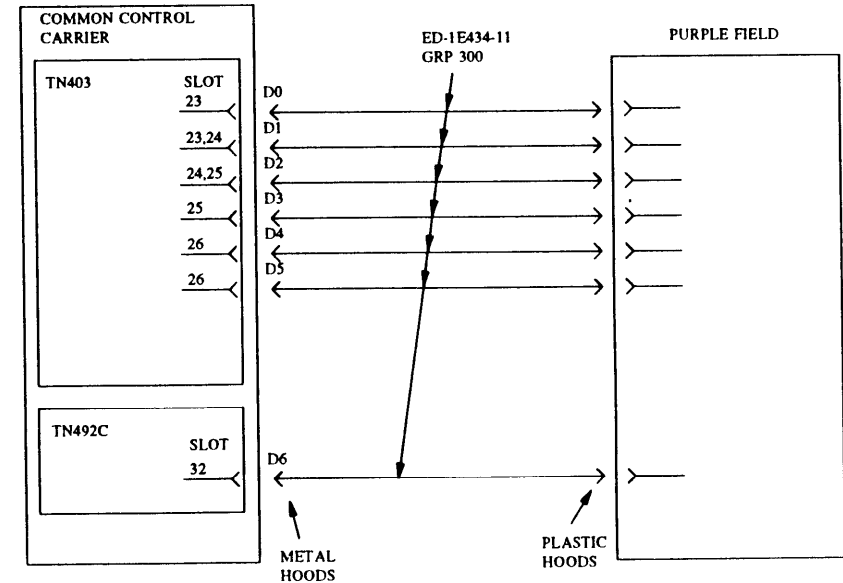 COMMON CONTROL
CARRIER
ED-1E434-11
GRP 300
PURPLE FIELD
TN403
SLOT
23
D0
23,24
D1
24,25
D2
25
D3
26
D4
26
D5
TN492C
SLOT
32
D6
METAL
HOODS
PLASTIC
HOODS